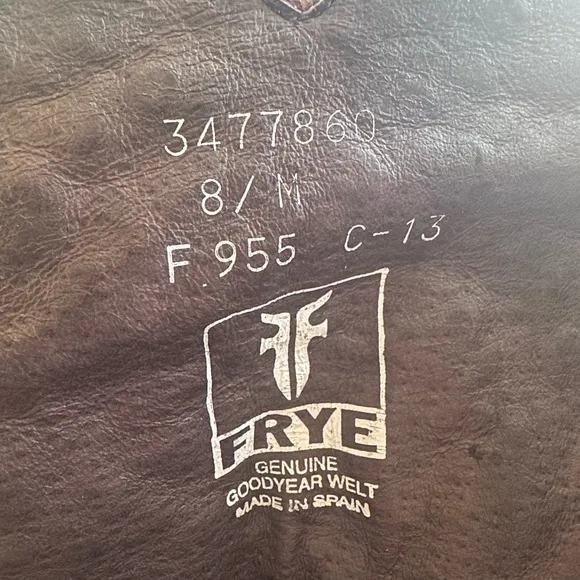 3477860
8/M
F.955 C-13
FRYE
GENUINE
GOODYEAR WELT
MADE IN SPAIN